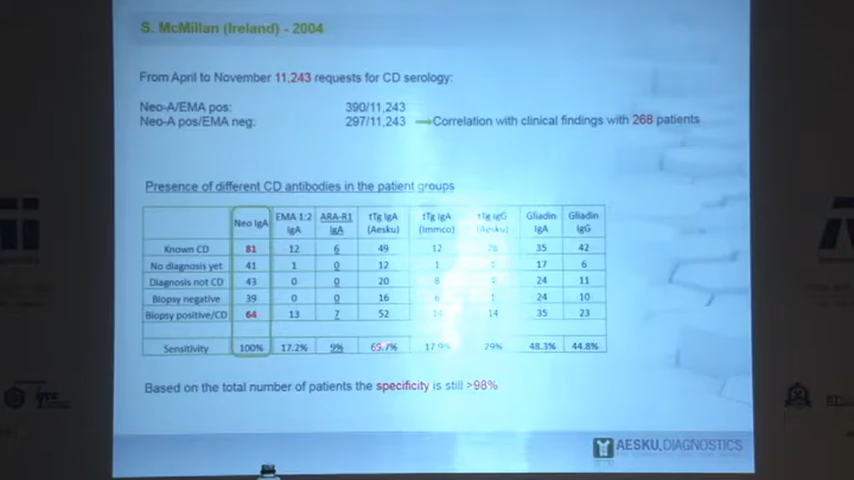 S. McMillan (Ireland) - 2004
From April to November 11,243 requests for CD serology:
Neo-A/EMA pos: 390/11,243
Neo-A pos/EMA neg: 297/11,243 Correlation with clinical findings with 268 patients
Presence of different CD antibodies in the patient groups
Neo IgA EMA 1:2 IgA ARA-R1 IgA tTg IgA (Aesku) tTg IgA (Immco) tTg IgG (Aesku) Gliadin IgA Gliadin IgG
Known CD 81 12 6 49 12 35 42
No diagnosis yet 41 1 0 12 1 17 6
Diagnosis not CD 43 0 0 20 8 24 11
Biopsy negative 39 0 0 16 6 1 24 10
Biopsy positive/CD 64 13 7 52 14 35 23
Sensitivity 100% 17.2% 9% 17.9% 29% 48.3% 44.8%
Based on the total number of patients the specificity is still >98%
AESKU.DIAGNOSTICS